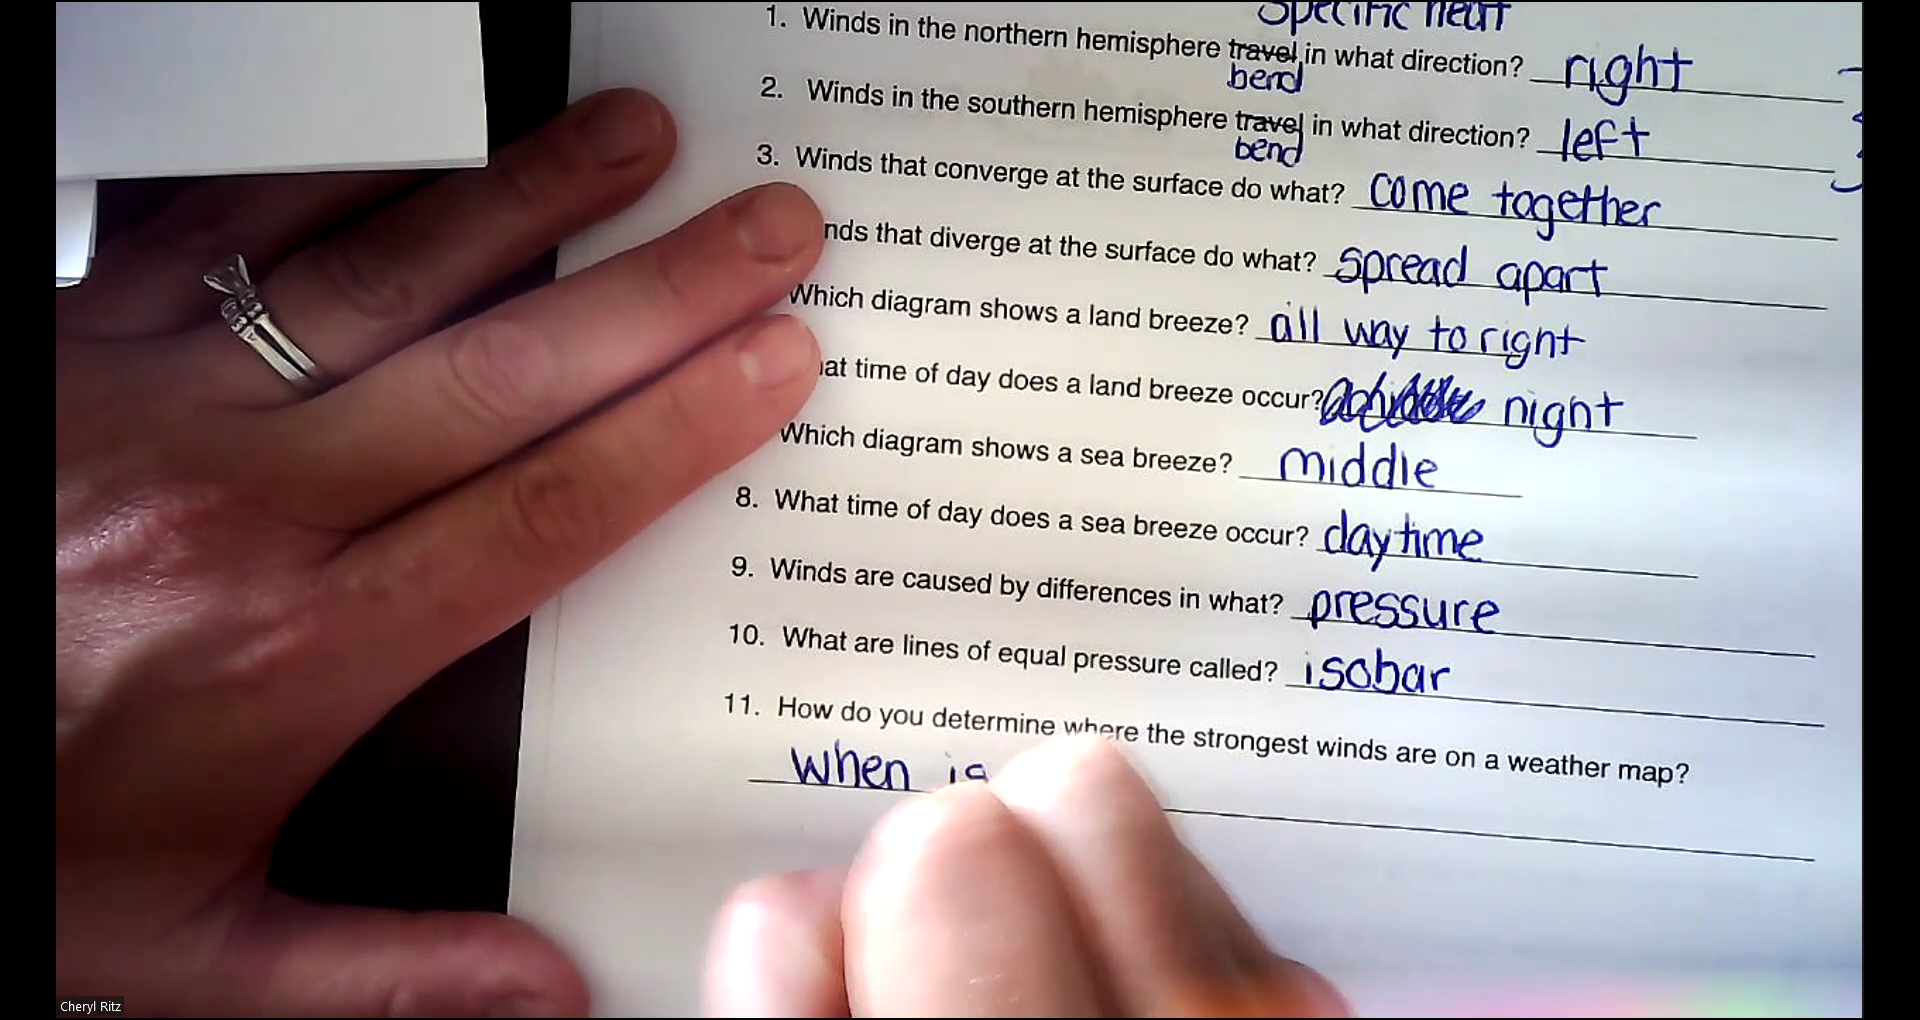 Specific heat
1. Winds in the northern hemisphere travel in what direction? right
bend
2. Winds in the southern hemisphere travel in what direction? left
bend
3. Winds that converge at the surface do what? come together
nds that diverge at the surface do what? spread apart
Which diagram shows a land breeze? all way to right
at time of day does a land breeze occur? night
Which diagram shows a sea breeze? middle
8. What time of day does a sea breeze occur? daytime
9. Winds are caused by differences in what? pressure
10. What are lines of equal pressure called? isobar
11. How do you determine where the strongest winds are on a weather map?
when is
Cheryl Ritz